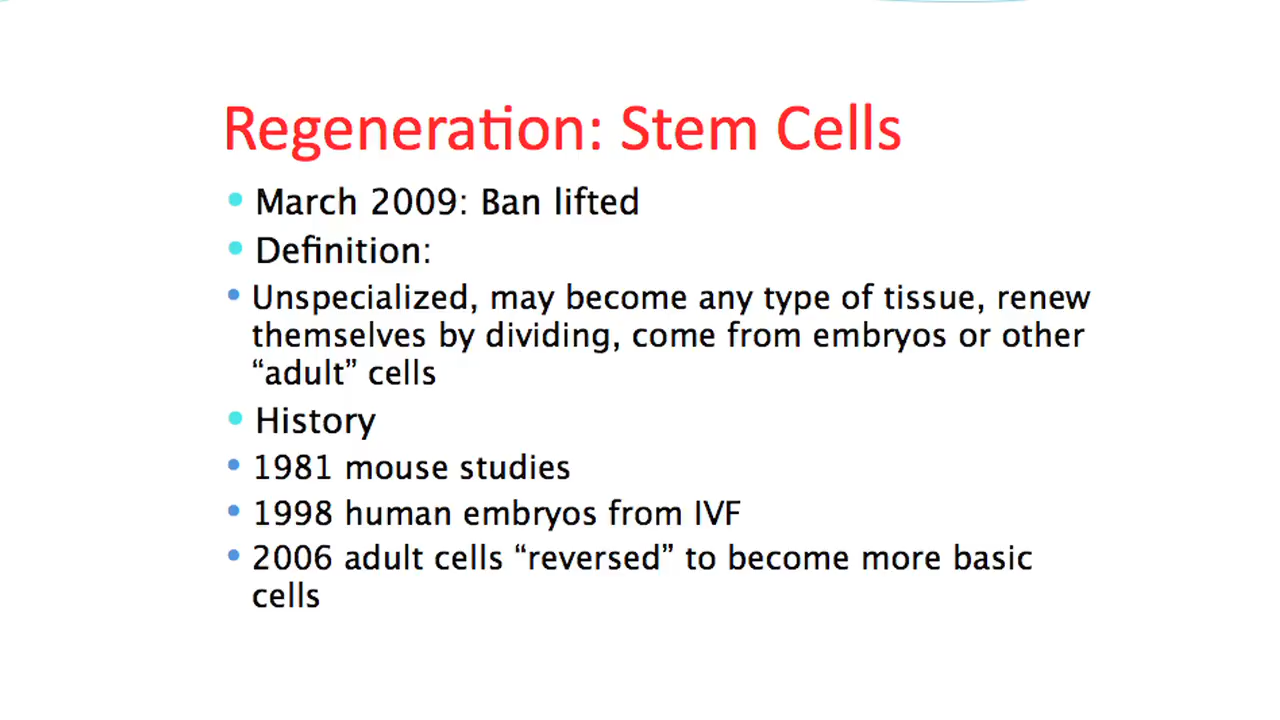 Regeneration: Stem Cells
• March 2009: Ban lifted
• Definition:
• Unspecialized, may become any type of tissue, renew
themselves by dividing, come from embryos or other
“adult” cells
• History
• 1981 mouse studies
• 1998 human embryos from IVF
• 2006 adult cells “reversed” to become more basic
cells